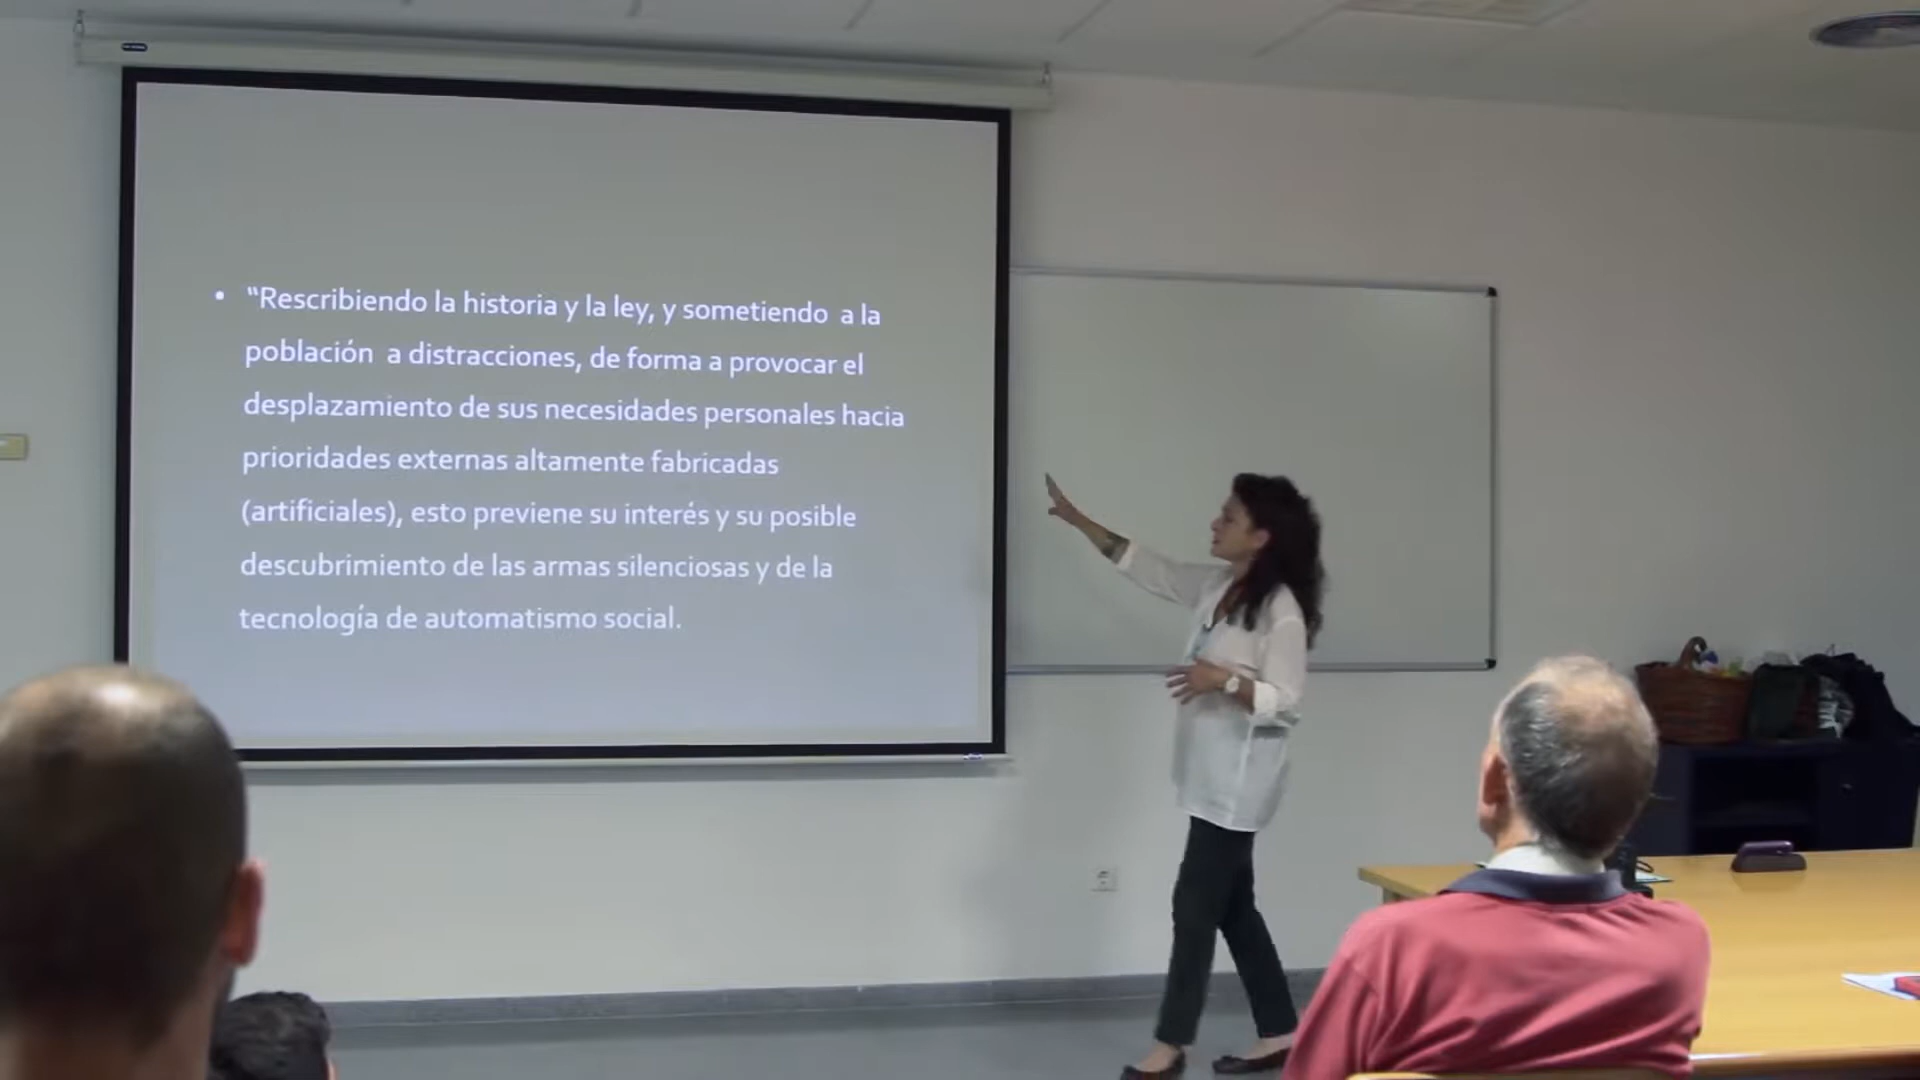 • “Rescribiendo la historia y la ley, y sometiendo a la
población a distracciones, de forma a provocar el
desplazamiento de sus necesidades personales hacia
prioridades externas altamente fabricadas
(artificiales), esto previene su interés y su posible
descubrimiento de las armas silenciosas y de la
tecnología de automatismo social.